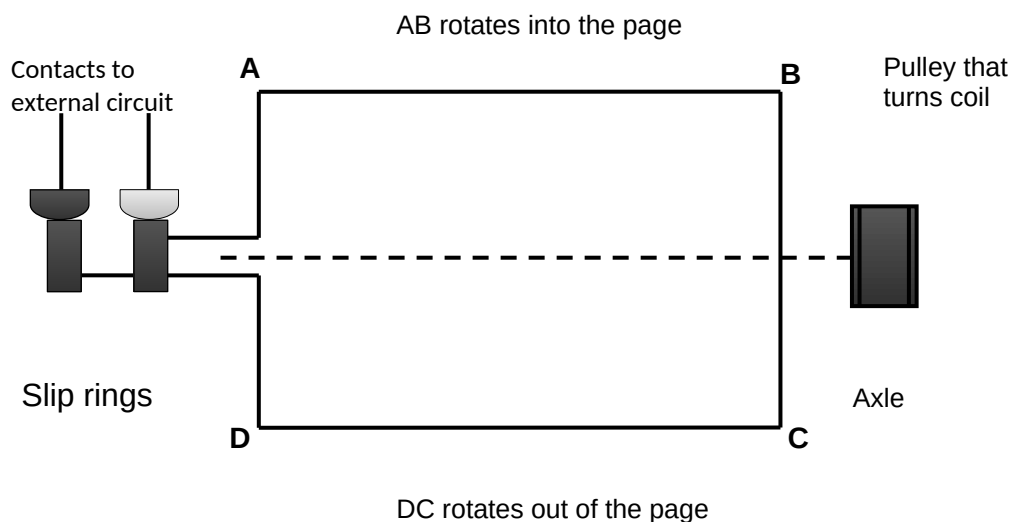 AB rotates into the page
Contacts to
external circuit
A
B
Pulley that
turns coil
Slip rings
Axle
D
C
DC rotates out of the page